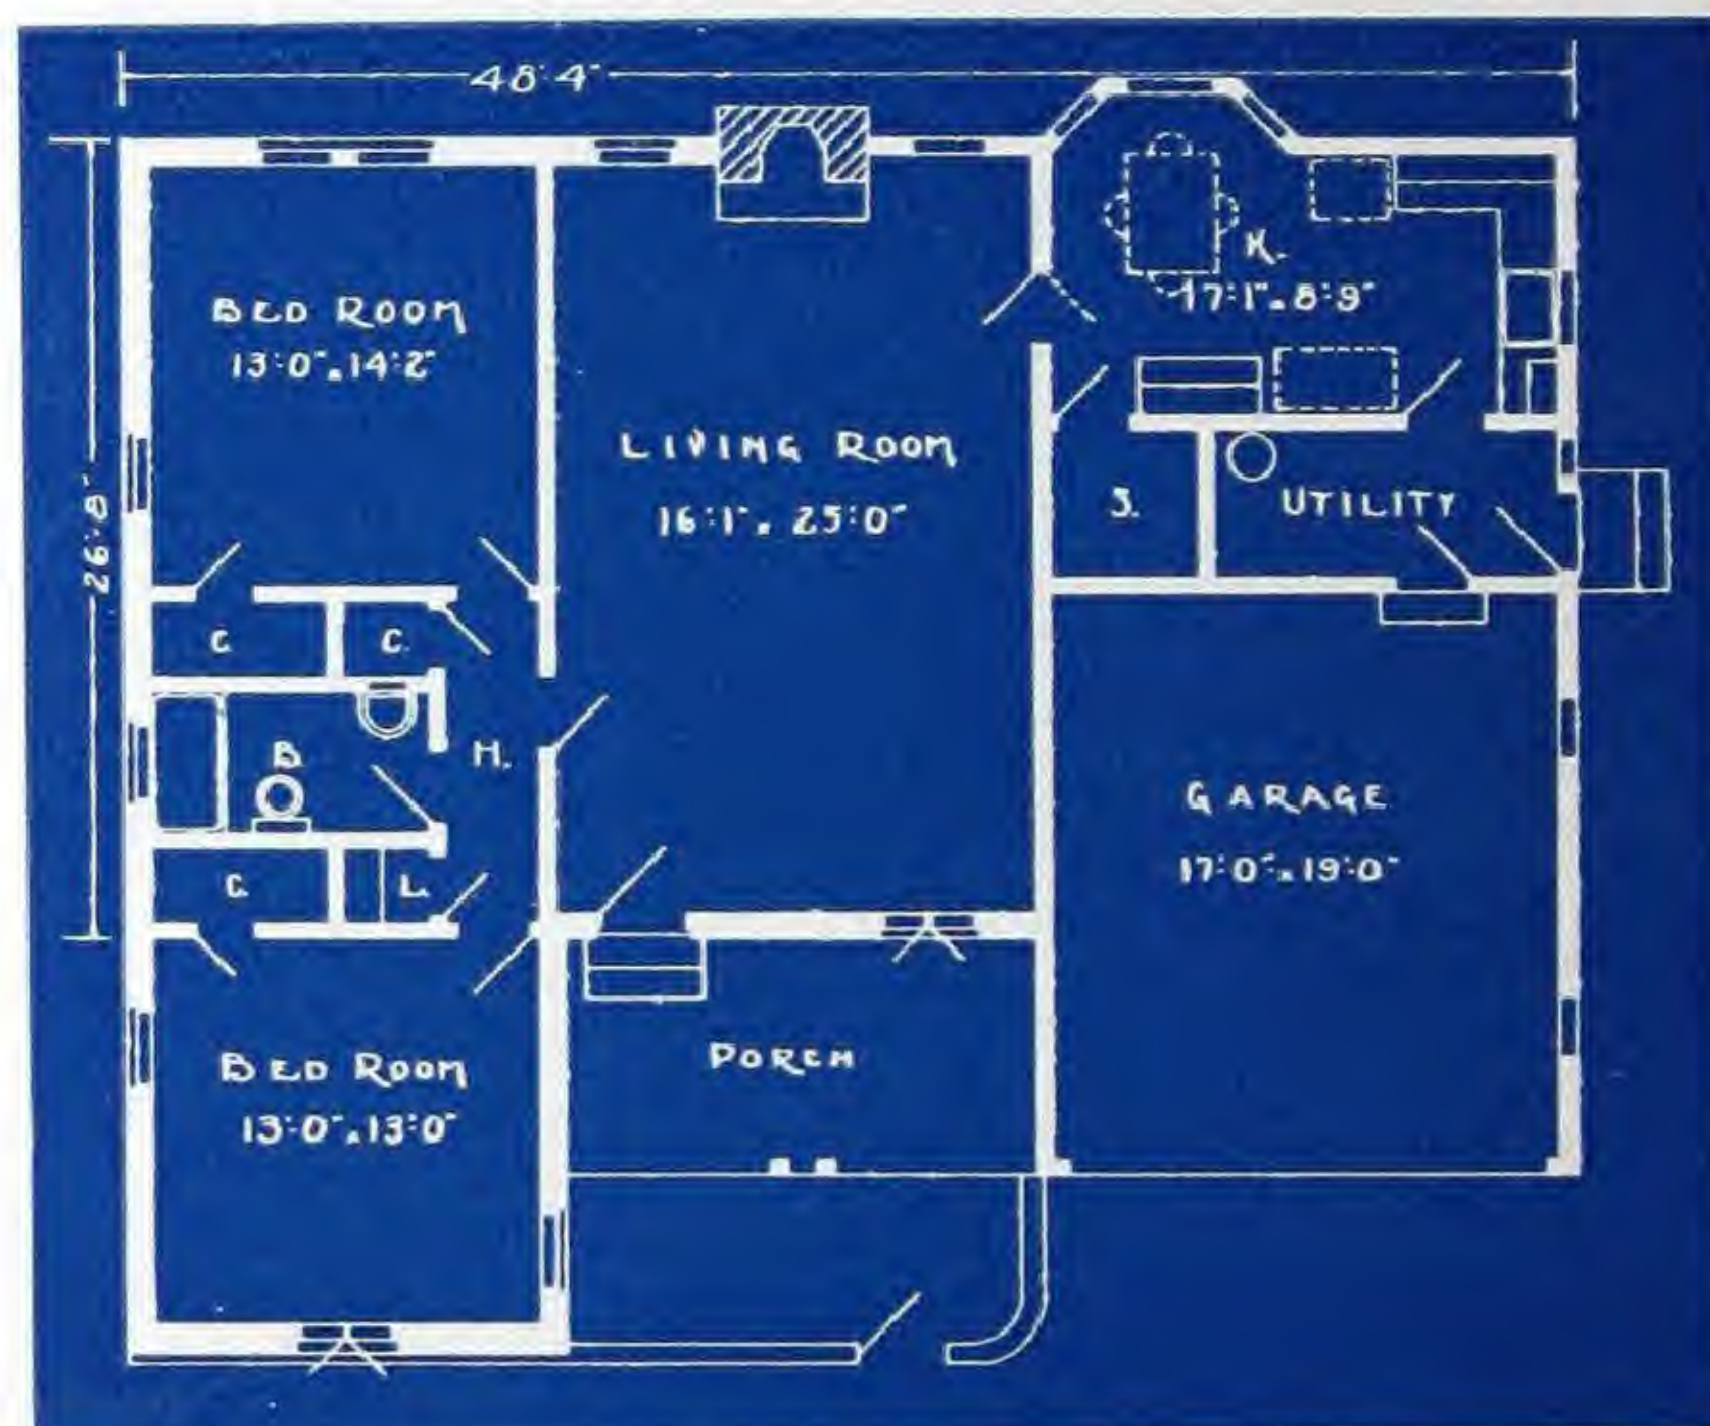 48'-4"
26'-8"
BED ROOM
13'-0" x 14'-2"
LIVING ROOM
16'-1" x 25'-0"
K.
17'-1" x 8'-9"
S.
UTILITY
C.
C.
B
H.
C.
L.
GARAGE
17'-0" x 19'-0"
BED ROOM
13'-0" x 13'-0"
PORCH